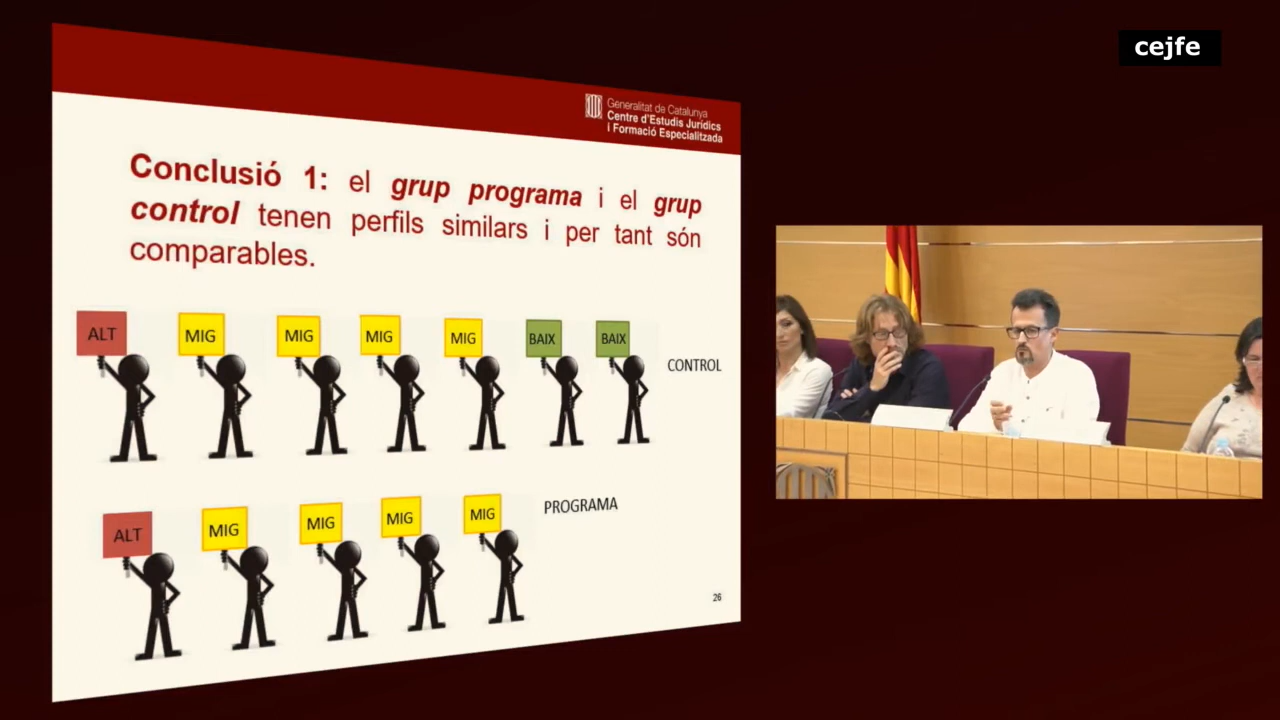 cejfe
Generalitat de Catalunya
Centre d'Estudis Jurídics
i Formació Especialitzada
Conclusió 1: el grup programa i el grup
control tenen perfils similars i per tant són
comparables.
ALT MIG MIG MIG MIG BAIX BAIX
CONTROL
ALT MIG MIG MIG MIG
PROGRAMA
26